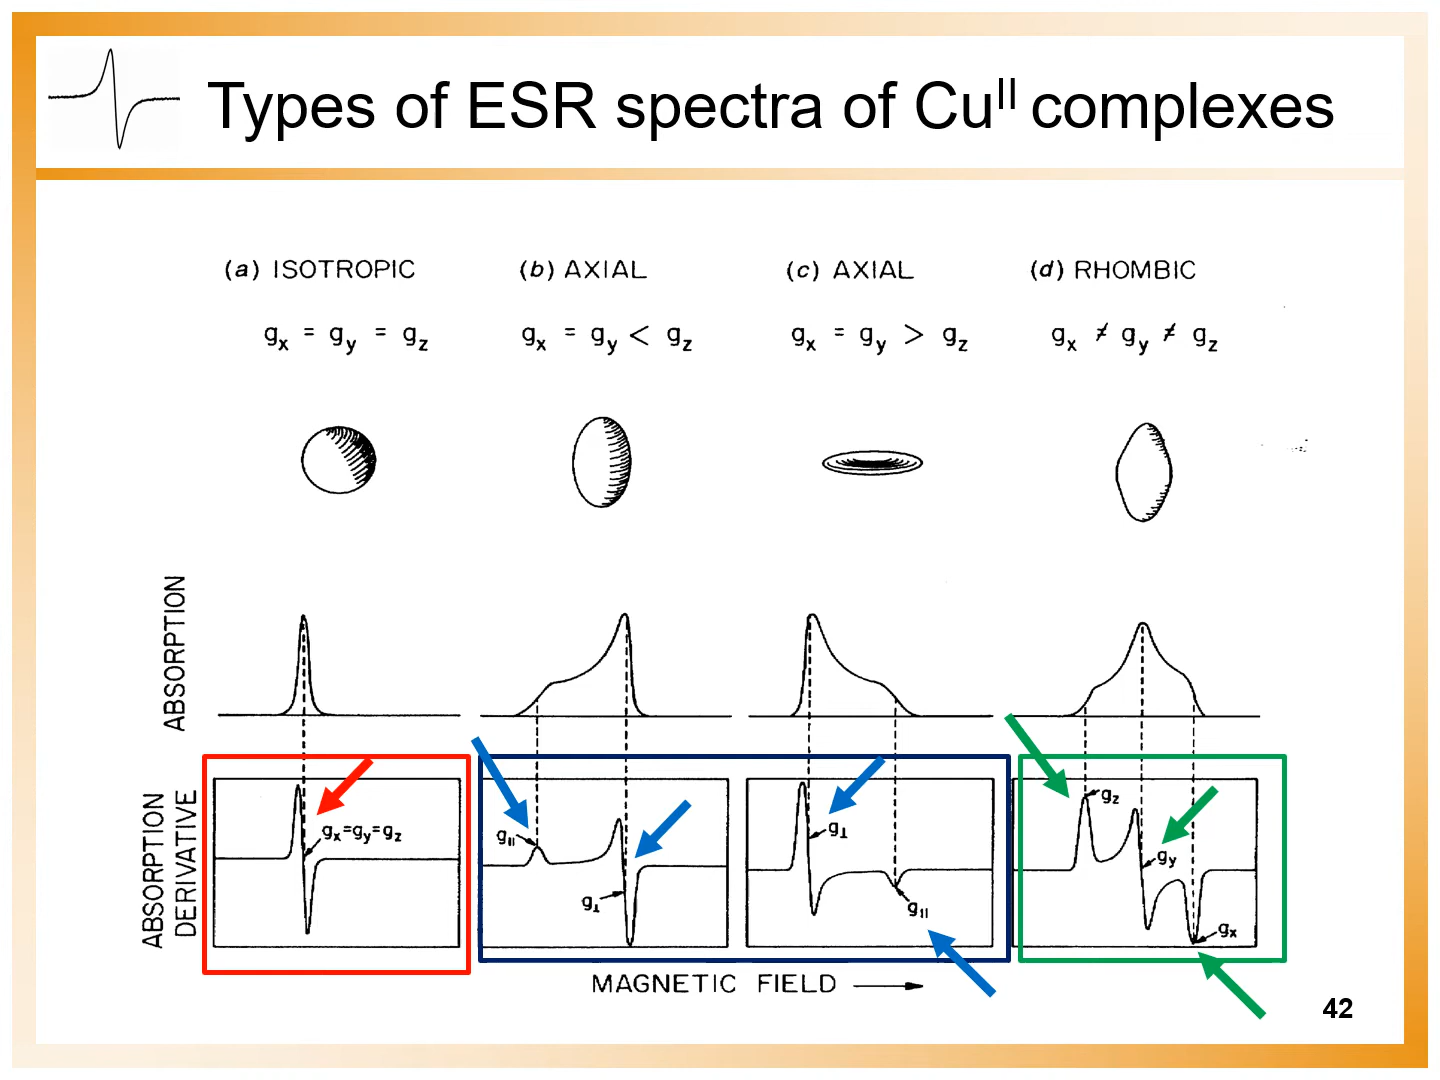 Types of ESR spectra of Cu^II complexes
(a) ISOTROPIC
(b) AXIAL
(c) AXIAL
(d) RHOMBIC
gx = gy = gz
gx = gy < gz
gx = gy > gz
gx ≠ gy ≠ gz
ABSORPTION
ABSORPTION
DERIVATIVE
gx=gy=gz
g||
g⊥
g⊥
g||
gz
gy
gx
MAGNETIC FIELD
42